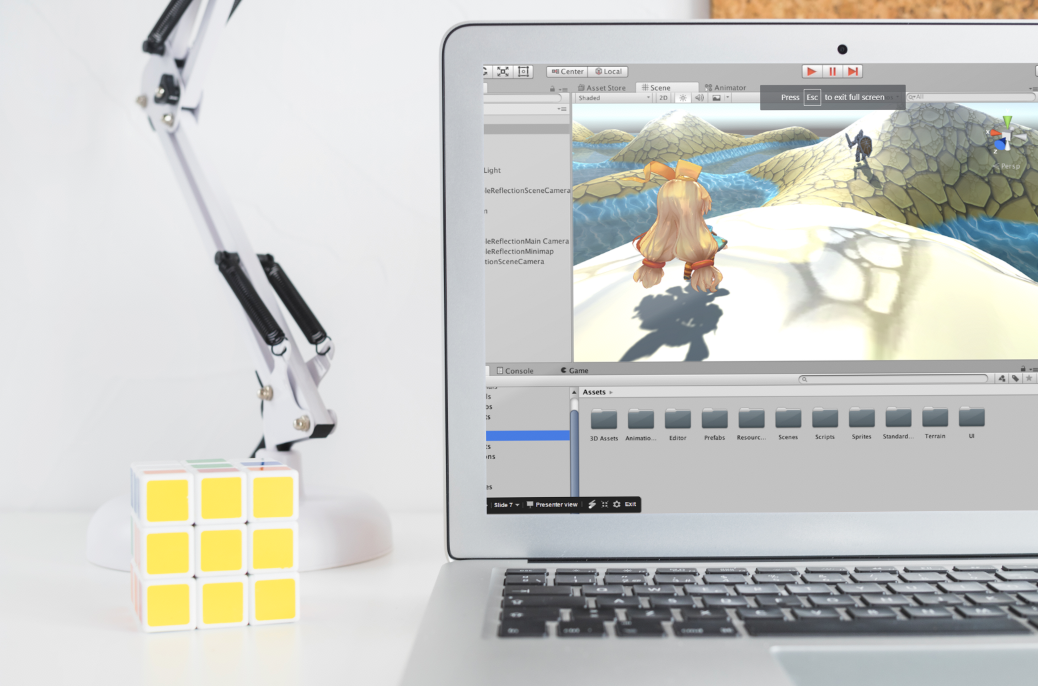 Center Local
Asset Store Scene Animator
Shaded 2D All
Press Esc to exit full screen
Persp
Light
leReflectionSceneCamera
leReflectionMain Camera
leReflectionMinimap
tionSceneCamera
Console Game
Assets
3D Assets Animatio... Editor Prefabs Resourc... Scenes Scripts Sprites Standard... Terrain UI
Slide 7 Presenter view Exit